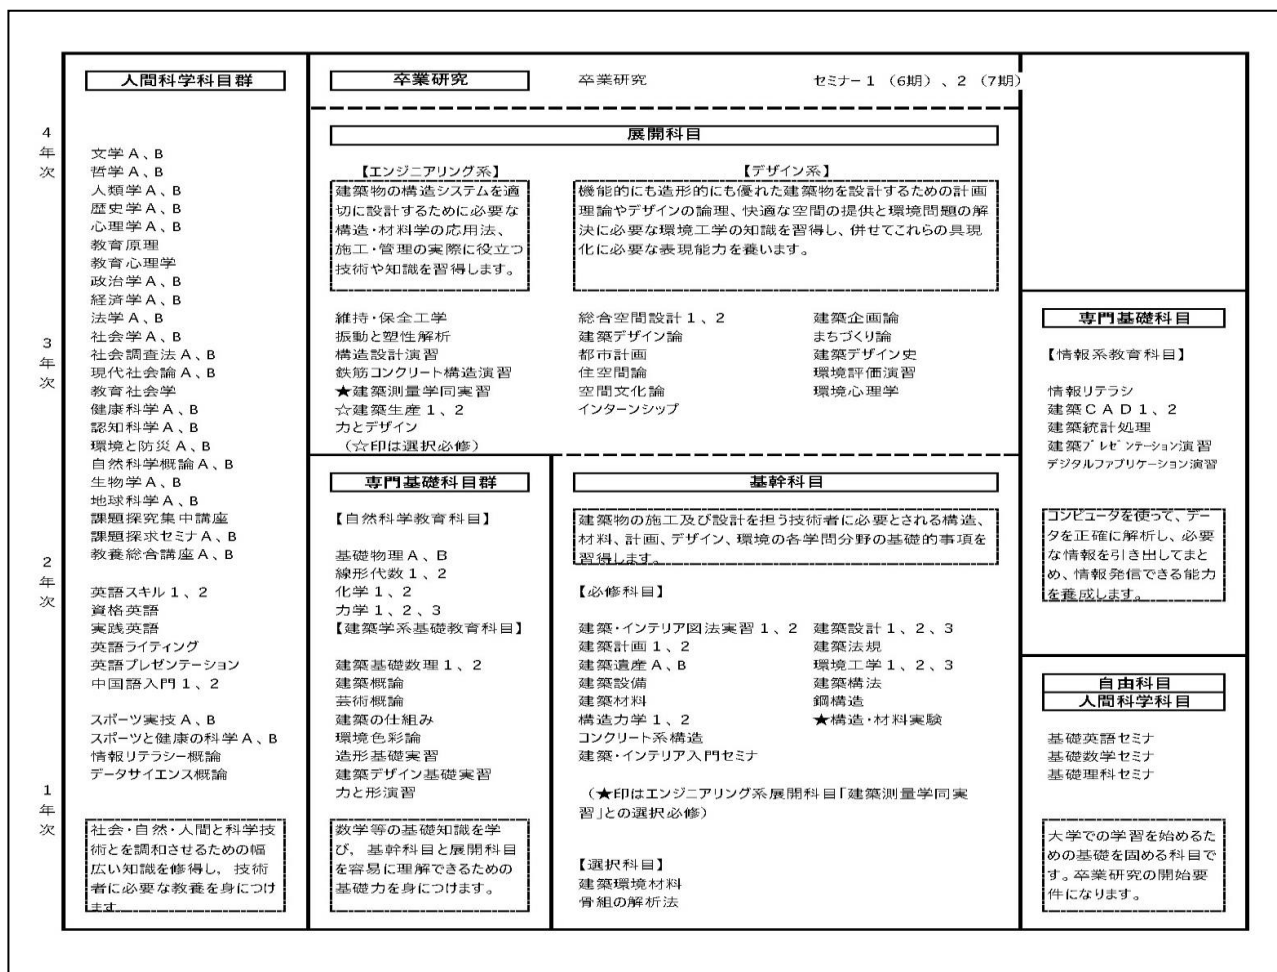 人間科学科目群
4
年
次
3
年
次
2
年
次
1
年
次
文学A、B
哲学A、B
人類学A、B
歴史学A、B
心理学A、B
教育原理
教育心理学
政治学A、B
経済学A、B
法学A、B
社会学A、B
社会調査法A、B
現代社会論A、B
教育社会学
健康科学A、B
認知科学A、B
環境と防災A、B
自然科学概論A、B
生物学A、B
地球科学A、B
課題探究集中講座
課題探求セミナA、B
教養総合講座A、B
英語スキル1、2
資格英語
実践英語
英語ライティング
英語プレゼンテーション
中国語入門1、2
スポーツ実技A、B
スポーツと健康の科学A、B
情報リテラシー概論
データサイエンス概論
社会・自然・人間と科学技
術とを調和させるための幅
広い知識を修得し、技術
者に必要な教養を身につけ
ます。
卒業研究
卒業研究
セミナー1 (6期)、2 (7期)
展開科目
【エンジニアリング系】
建築物の構造システムを適
切に設計するために必要な
構造・材料学の応用法、
施工・管理の実際に役立つ
技術や知識を習得します。
維持・保全工学
振動と塑性解析
構造設計演習
鉄筋コンクリート構造演習
★建築測量学同実習
☆建築生産1、2
力とデザイン
(☆印は選択必修)
【デザイン系】
機能的にも造形的にも優れた建築物を設計するための計画
理論やデザインの論理、快適な空間の提供と環境問題の解
決に必要な環境工学の知識を習得し、併せてこれらの具現
化に必要な表現能力を養います。
総合空間設計1、2
建築デザイン論
都市計画
住空間論
空間文化論
インターンシップ
建築企画論
まちづくり論
建築デザイン史
環境評価演習
環境心理学
専門基礎科目群
【自然科学教育科目】
基礎物理A、B
線形代数1、2
化学1、2
力学1、2、3
【建築学系基礎教育科目】
建築基礎数理1、2
建築概論
芸術概論
建築の仕組み
環境色彩論
造形基礎実習
建築デザイン基礎実習
力と形演習
数学等の基礎知識を学
び、基幹科目と展開科目
を容易に理解できるための
基礎力を身につけます。
基幹科目
建築物の施工及び設計を担う技術者に必要とされる構造、
材料、計画、デザイン、環境の各学問分野の基礎的事項を
習得します。
【必修科目】
建築・インテリア図法実習1、2
建築計画1、2
建築遺産A、B
建築設備
建築材料
構造力学1、2
コンクリート系構造
建築・インテリア入門セミナ
建築設計1、2、3
建築法規
環境工学1、2、3
建築構法
鋼構造
★構造・材料実験
(★印はエンジニアリング系展開科目「建築測量学同実
習」との選択必修)
【選択科目】
建築環境材料
骨組の解析法
専門基礎科目
【情報系教育科目】
情報リテラシ
建築CAD1、2
建築統計処理
建築プレゼンテーション演習
デジタルファブリケーション演習
コンピュータを使って、デー
タを正確に解析し、必要
な情報を引き出してまと
め、情報発信できる能力
を養成します。
自由科目
人間科学科目
基礎英語セミナ
基礎数学セミナ
基礎理科セミナ
大学での学習を始めるた
めの基礎を固める科目で
す。卒業研究の開始要
件になります。